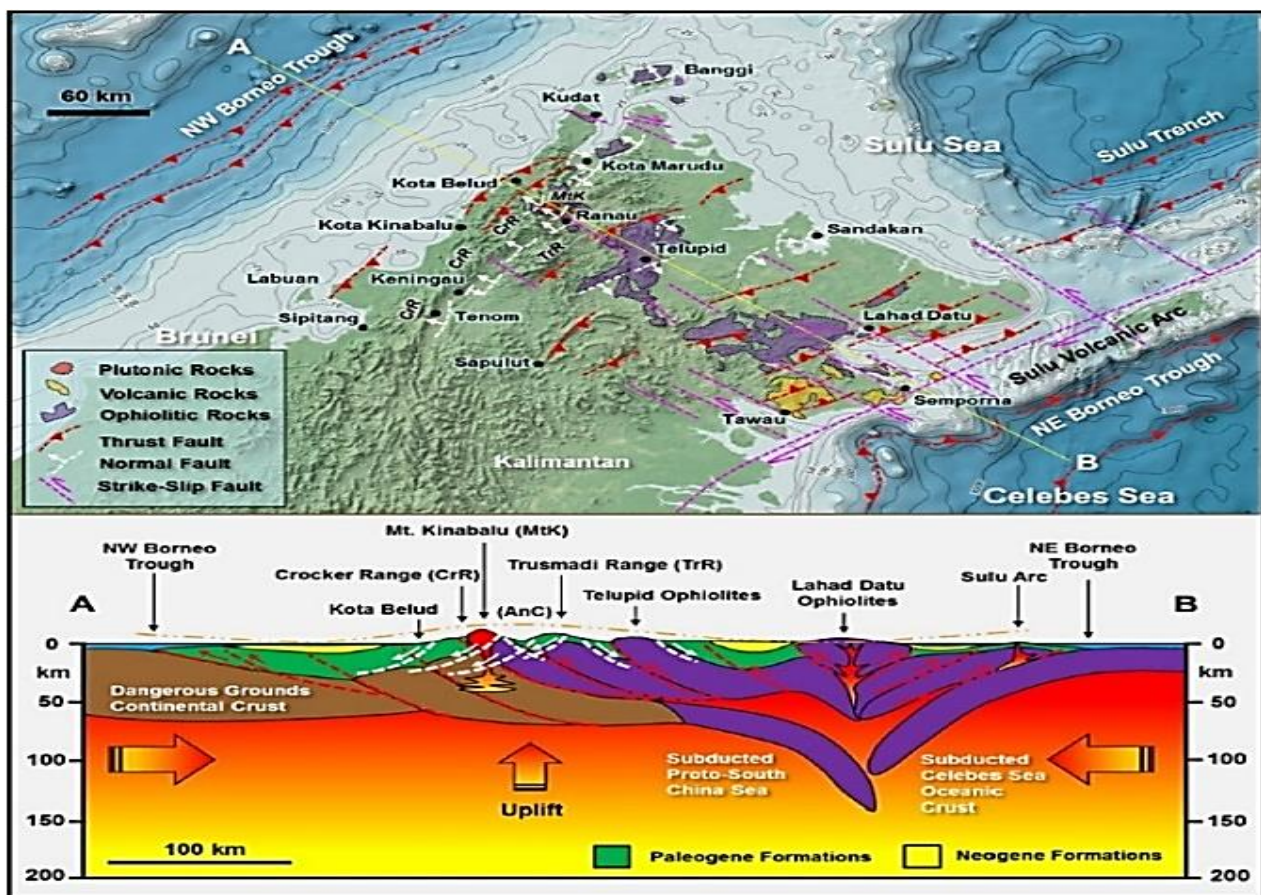 A
NW Borneo Trough
60 km
Banggi
Kudat
Sulu Sea
Sulu Trench
Kota Marudu
Kota Belud
MtK
Ranau
Kota Kinabalu
CrR
TrR
Sandakan
Telupid
CrR
Labuan
Keningau
CrR
Tenom
Sipitang
Lahad Datu
Brunei
Sapulut
Sulu Volcanic Arc
Semporna
NE Borneo Trough
Tawau
Kalimantan
B
Celebes Sea
Plutonic Rocks
Volcanic Rocks
Ophiolitic Rocks
Thrust Fault
Normal Fault
Strike-Slip Fault
Mt. Kinabalu (MtK)
NW Borneo
Trough
Crocker Range (CrR)
Trusmadi Range (TrR)
NE Borneo
Trough
A
Kota Belud
(AnC)
Telupid Ophiolites
Lahad Datu
Ophiolites
Sulu Arc
B
0
km
50
100
150
200
0
km
50
100
150
200
Dangerous Grounds
Continental Crust
Subducted
Proto-South
China Sea
Subducted
Celebes Sea
Oceanic
Crust
Uplift
100 km
Paleogene Formations
Neogene Formations